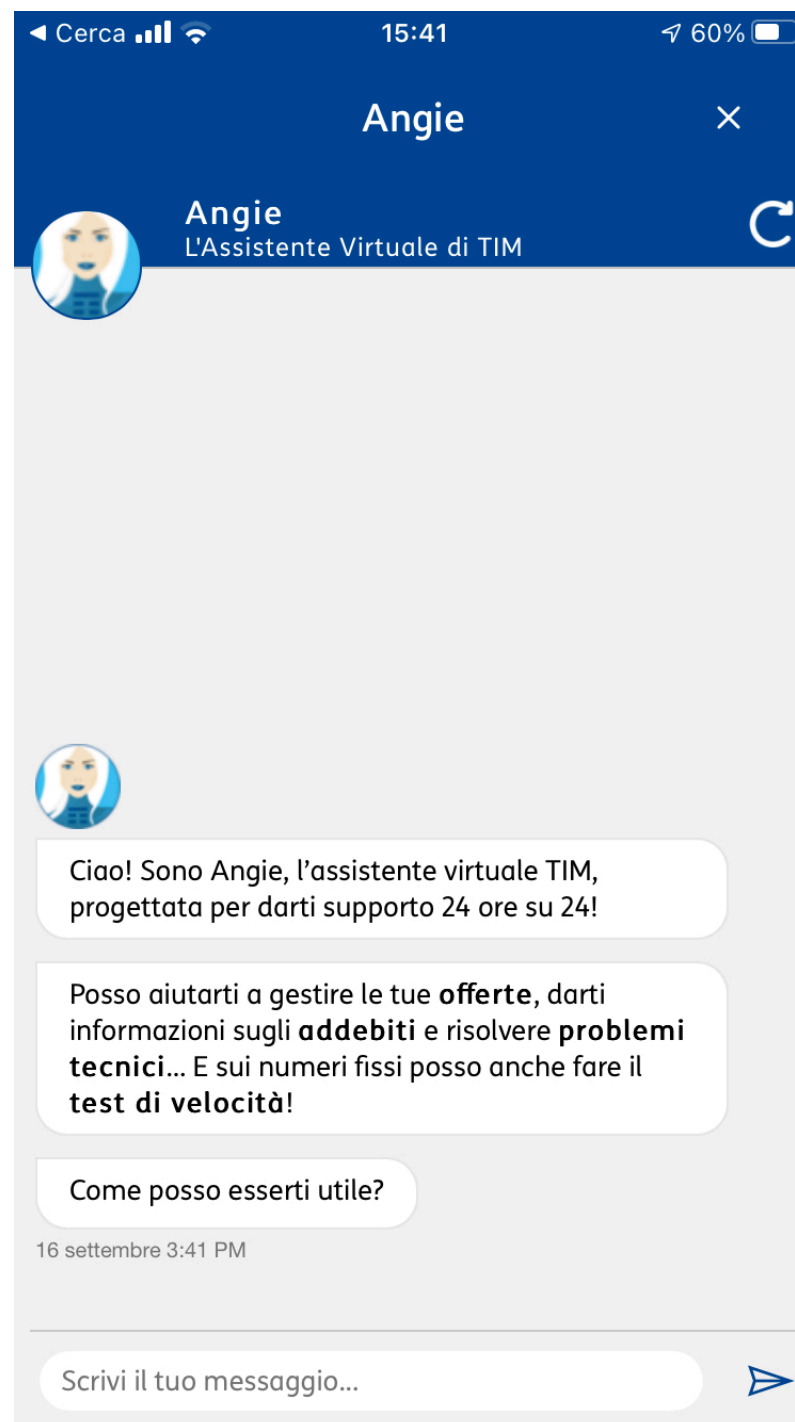 Cerca
15:41
60%
Angie
Angie
L'Assistente Virtuale di TIM
Ciao! Sono Angie, l’assistente virtuale TIM,
progettata per darti supporto 24 ore su 24!
Posso aiutarti a gestire le tue offerte, darti
informazioni sugli addebiti e risolvere problemi
tecnici... E sui numeri fissi posso anche fare il
test di velocità!
Come posso esserti utile?
16 settembre 3:41 PM
Scrivi il tuo messaggio...